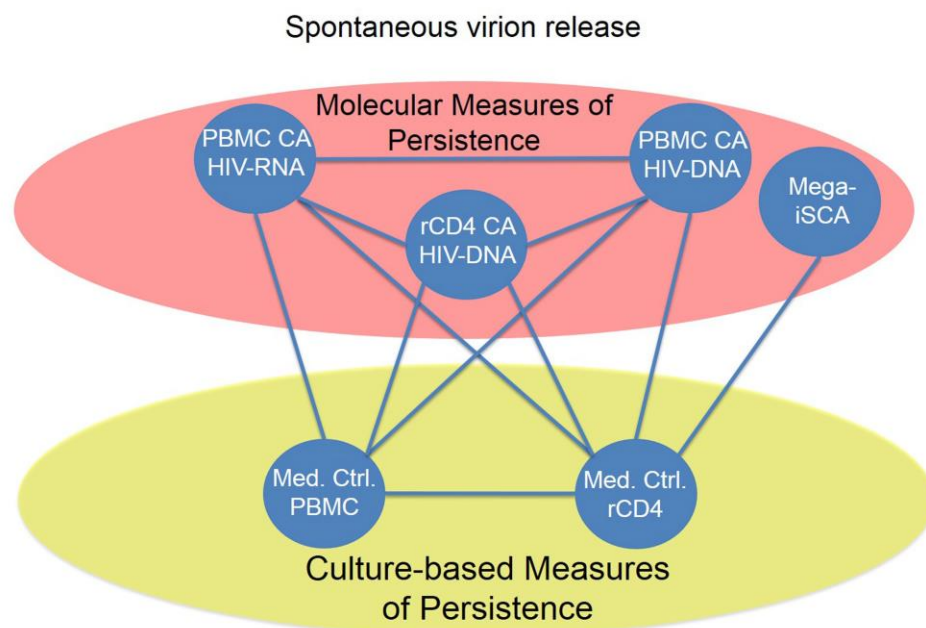 Spontaneous virion release
Molecular Measures of
Persistence
PBMC CA
HIV-RNA
PBMC CA
HIV-DNA
Mega-
iSCA
rCD4 CA
HIV-DNA
Med. Ctrl.
PBMC
Med. Ctrl.
rCD4
Culture-based Measures
of Persistence